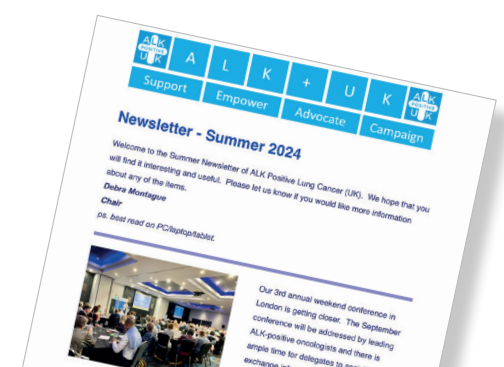 ALK
POSITIVE
UK
A L K + U K
ALK
POSITIVE
UK
Support Empower Advocate Campaign
Newsletter - Summer 2024
Welcome to the Summer Newsletter of ALK Positive Lung Cancer (UK). We hope that you
will find it interesting and useful. Please let us know if you would like more information
about any of the items.
Debra Montague
Chair
ps. best read on PC/laptop/tablet.
Our 3rd annual weekend conference in
London is getting closer. The September
conference will be addressed by leading
ALK-positive oncologists and there is
ample time for delegates to
exchange